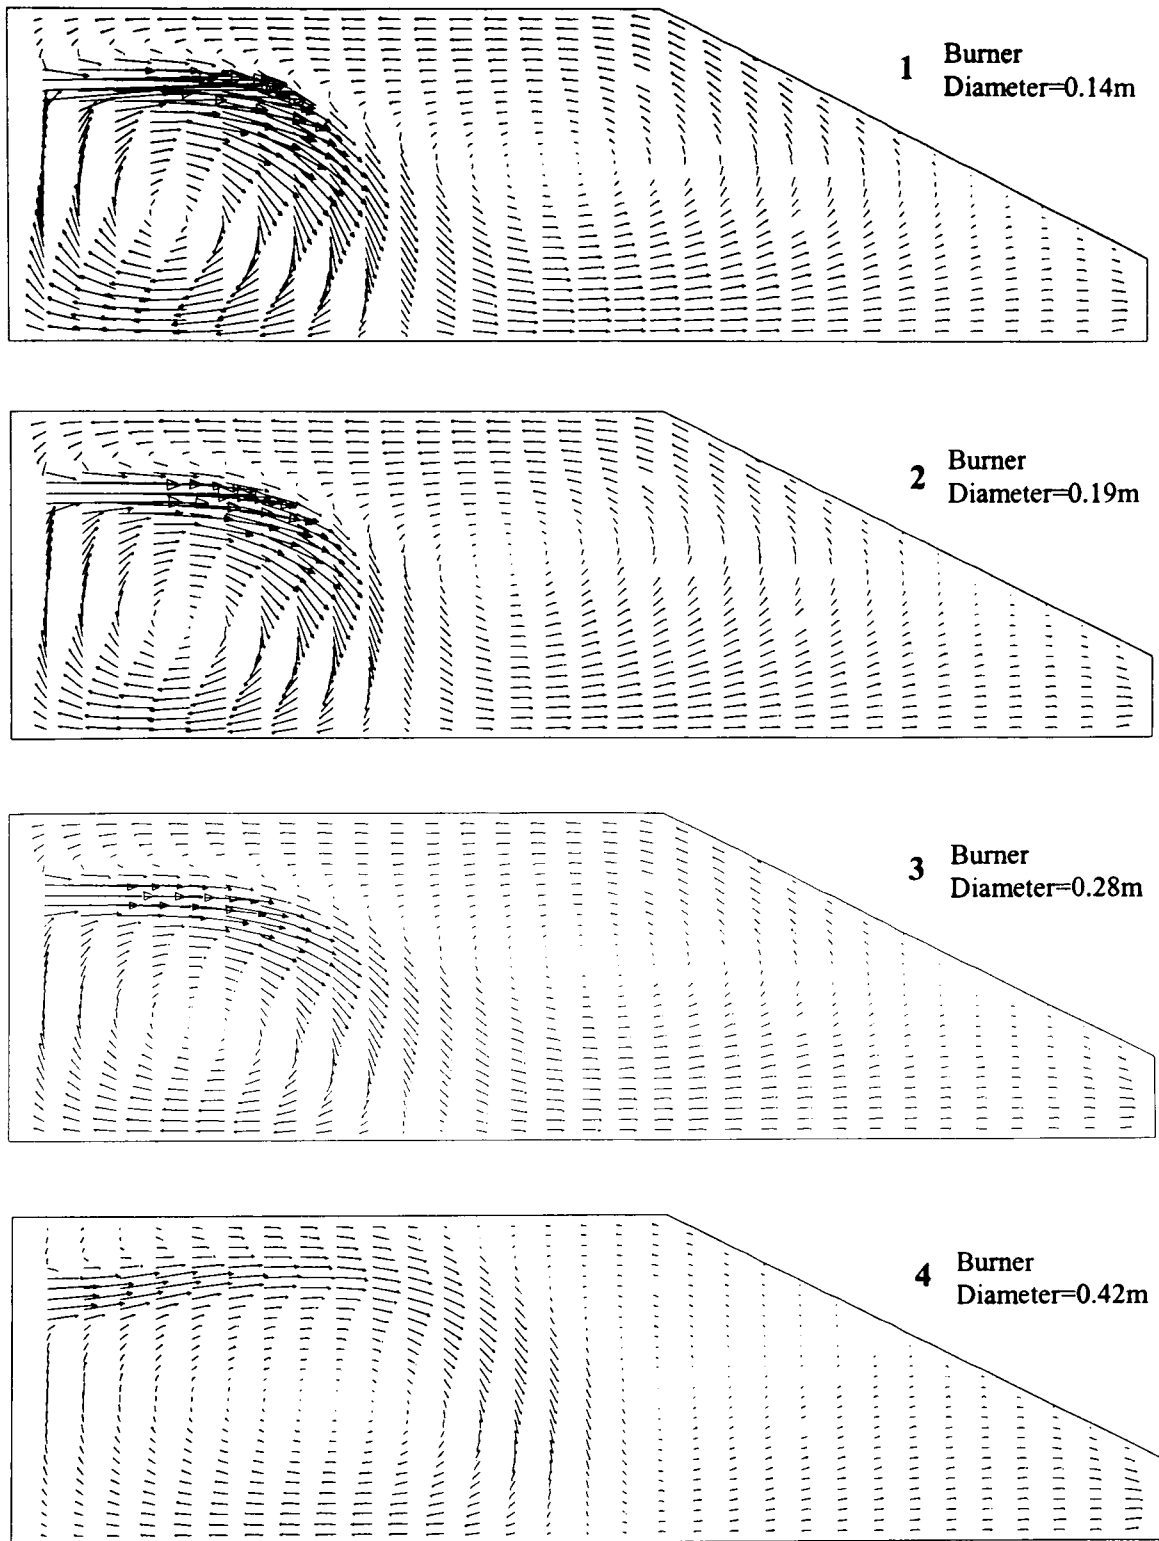 1 Burner
Diameter=0.14m
2 Burner
Diameter=0.19m
3 Burner
Diameter=0.28m
4 Burner
Diameter=0.42m